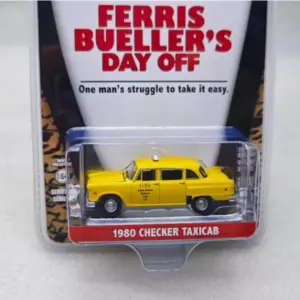 FERRIS
BUELLER'S
DAY OFF
One man's struggle to take it easy.
1980 CHECKER TAXICAB